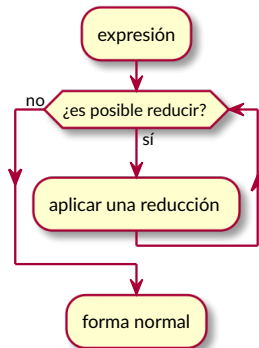 expresión
¿es posible reducir?
no
sí
aplicar una reducción
forma normal